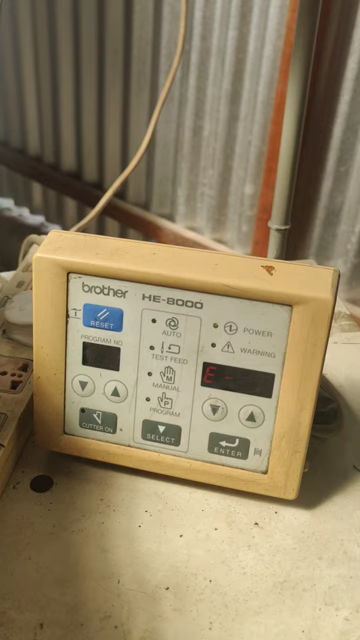 brother HE-8000
RESET
PROGRAM NO.
CUTTER ON
AUTO
TEST FEED
M
MANUAL
P
PROGRAM
SELECT
POWER
WARNING
E-
ENTER